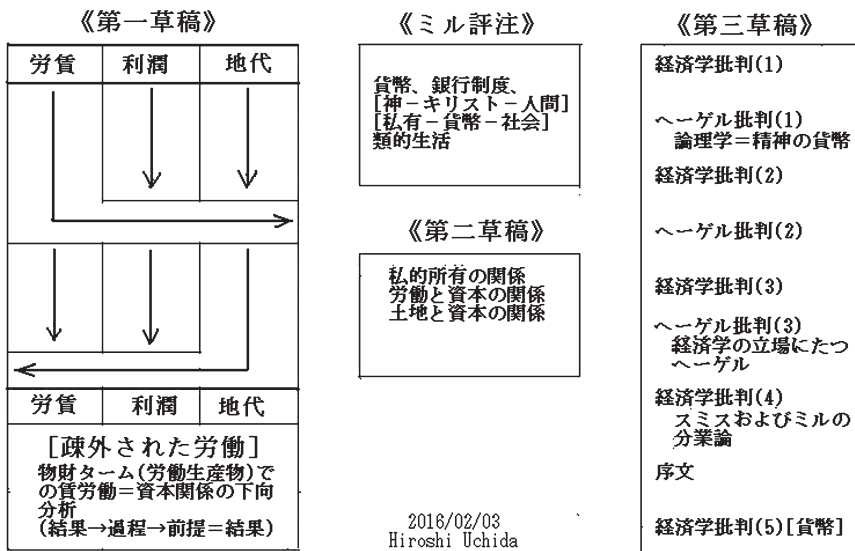 《第一草稿》
労賃 利潤 地代
労賃 利潤 地代
[疎外された労働]
物財ターム(労働生産物)で
の賃労働＝資本関係の下向
分析
(結果→過程→前提＝結果)
《ミル評注》
貨幣、銀行制度、
[神－キリスト－人間]
[私有－貨幣－社会]
類的生活
《第二草稿》
私的所有の関係
労働と資本の関係
土地と資本の関係
2016/02/03
Hiroshi Uchida
《第三草稿》
経済学批判(1)
ヘーゲル批判(1)
論理学＝精神の貨幣
経済学批判(2)
ヘーゲル批判(2)
経済学批判(3)
ヘーゲル批判(3)
経済学の立場にたつ
ヘーゲル
経済学批判(4)
スミスおよびミルの
分業論
序文
経済学批判(5)[貨幣]